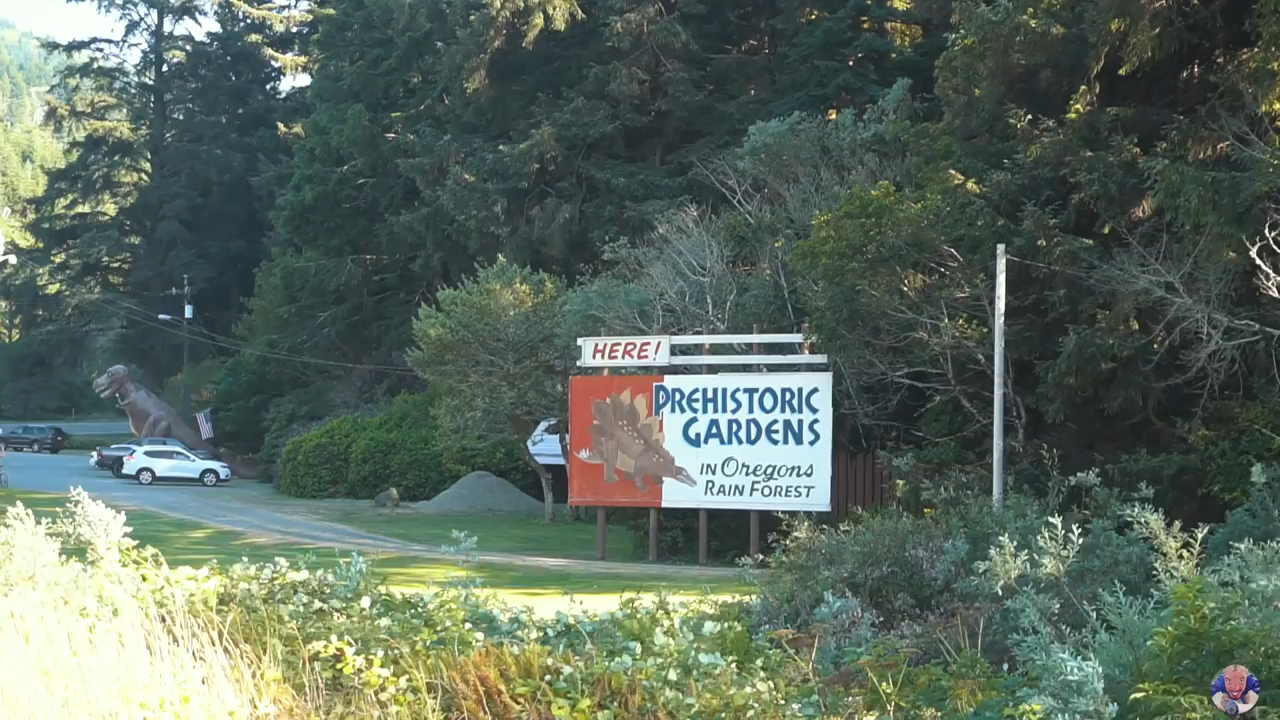 HERE!
PREHISTORIC
GARDENS
IN Oregons
RAIN FOREST